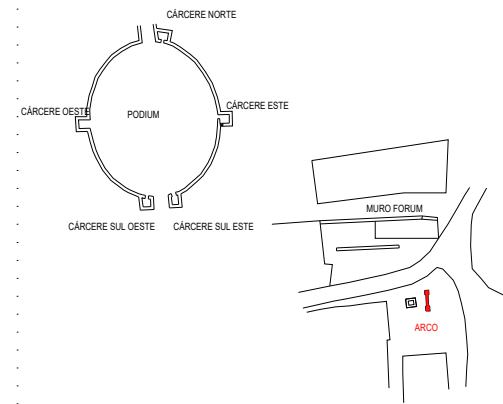 CÁRCERE NORTE
CÁRCERE OESTE
PODIUM
CÁRCERE ESTE
CÁRCERE SUL OESTE
CÁRCERE SUL ESTE
MURO FORUM
ARCO